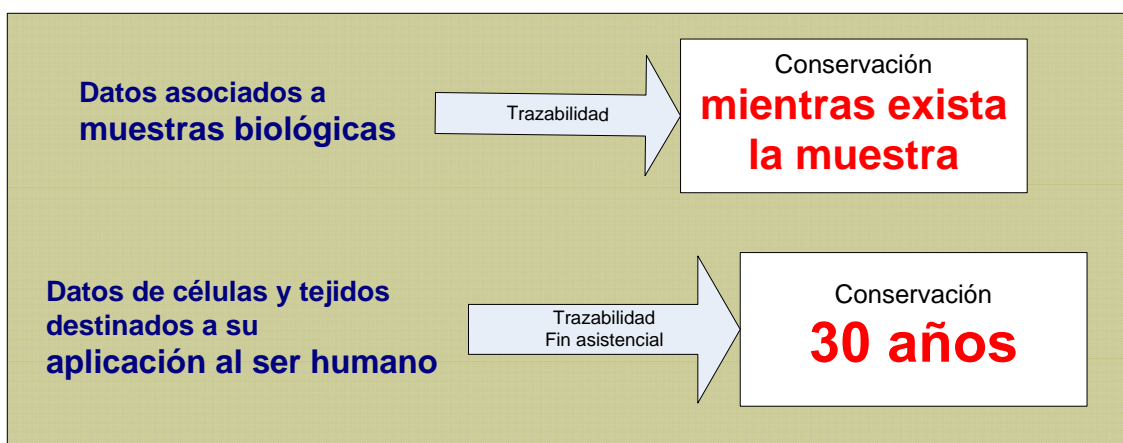 Datos asociados a
muestras biológicas
Trazabilidad
Conservación
mientras exista
la muestra
Datos de células y tejidos
destinados a su
aplicación al ser humano
Trazabilidad
Fin asistencial
Conservación
30 años